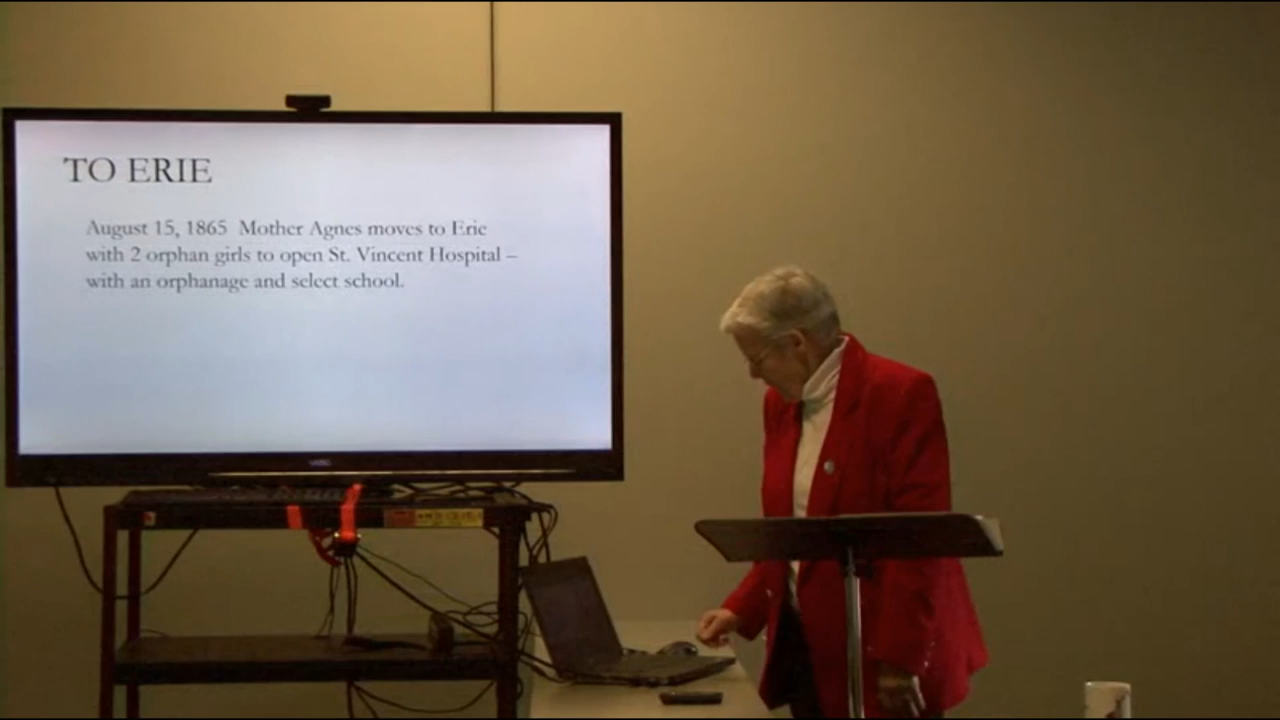 TO ERIE
August 15, 1865 Mother Agnes moves to Erie
with 2 orphan girls to open St. Vincent Hospital –
with an orphanage and select school.